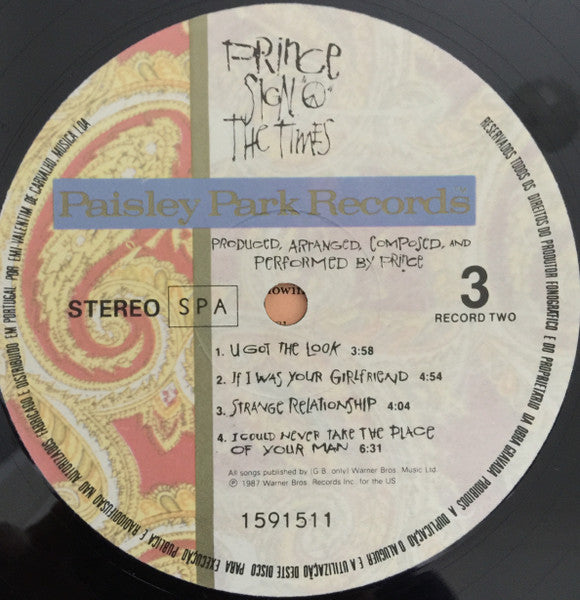 PRINCE
SIGN "☮"
THE TIMES
Paisley Park Records™
PRODUCED, ARRANGED, COMPOSED, AND
PERFORMED BY PRINCE
STEREO SPA
3
RECORD TWO
1. U GOT THE LOOK 3:58
2. IF I WAS YOUR GIRLFRIEND 4:54
3. STRANGE RELATIONSHIP 4:04
4. I COULD NEVER TAKE THE PLACE
OF YOUR MAN 6:31
All songs published by (G.B. only) Warner Bros. Music Ltd.
℗ 1987 Warner Bros. Records Inc. for the US
1591511
RESERVADOS TODOS OS DIREITOS DO PRODUTOR FONOGRÁFICO E DO PROPRIETÁRIO DA OBRA GRAVADA PROIBIDOS A DUPLICAÇÃO O ALUGUER E A UTILIZAÇÃO DESTE DISCO PARA EXECUÇÃO PUBLICA E RADIODIFUSÃO NÃO AUTORIZADOS FABRICADO E DISTRIBUIDO EM PORTUGAL POR EMI VALENTIM DE CARVALHO, MUSICA LDA